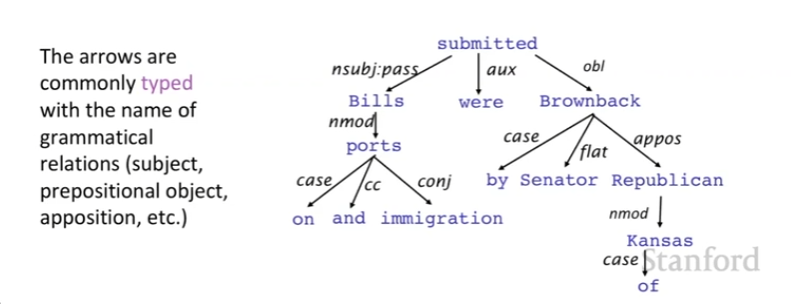 The arrows are
commonly typed
with the name of
grammatical
relations (subject,
prepositional object,
apposition, etc.)
submitted
nsubj:pass aux obl
Bills were Brownback
nmod
ports
case flat appos
case cc conj
by Senator Republican
on and immigration
nmod
Kansas
case
of
Stanford